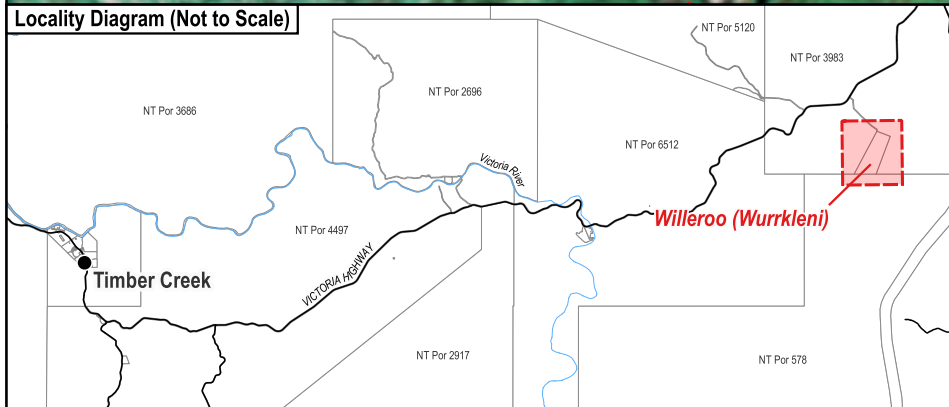 Locality Diagram (Not to Scale)
NT Por 5120
NT Por 3983
NT Por 2696
NT Por 3686
NT Por 6512
Victoria River
Willeroo (Wurrkleni)
NT Por 4497
VICTORIA HIGHWAY
Timber Creek
NT Por 2917
NT Por 578